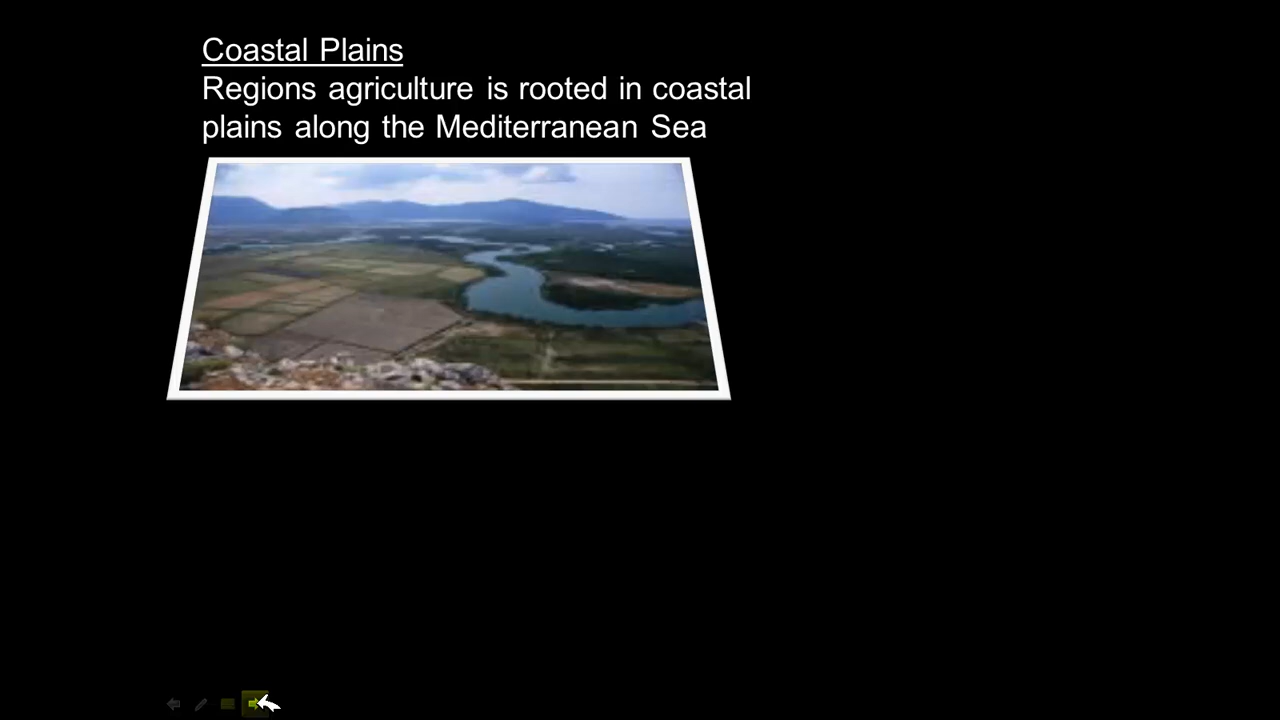 Coastal Plains
Regions agriculture is rooted in coastal
plains along the Mediterranean Sea